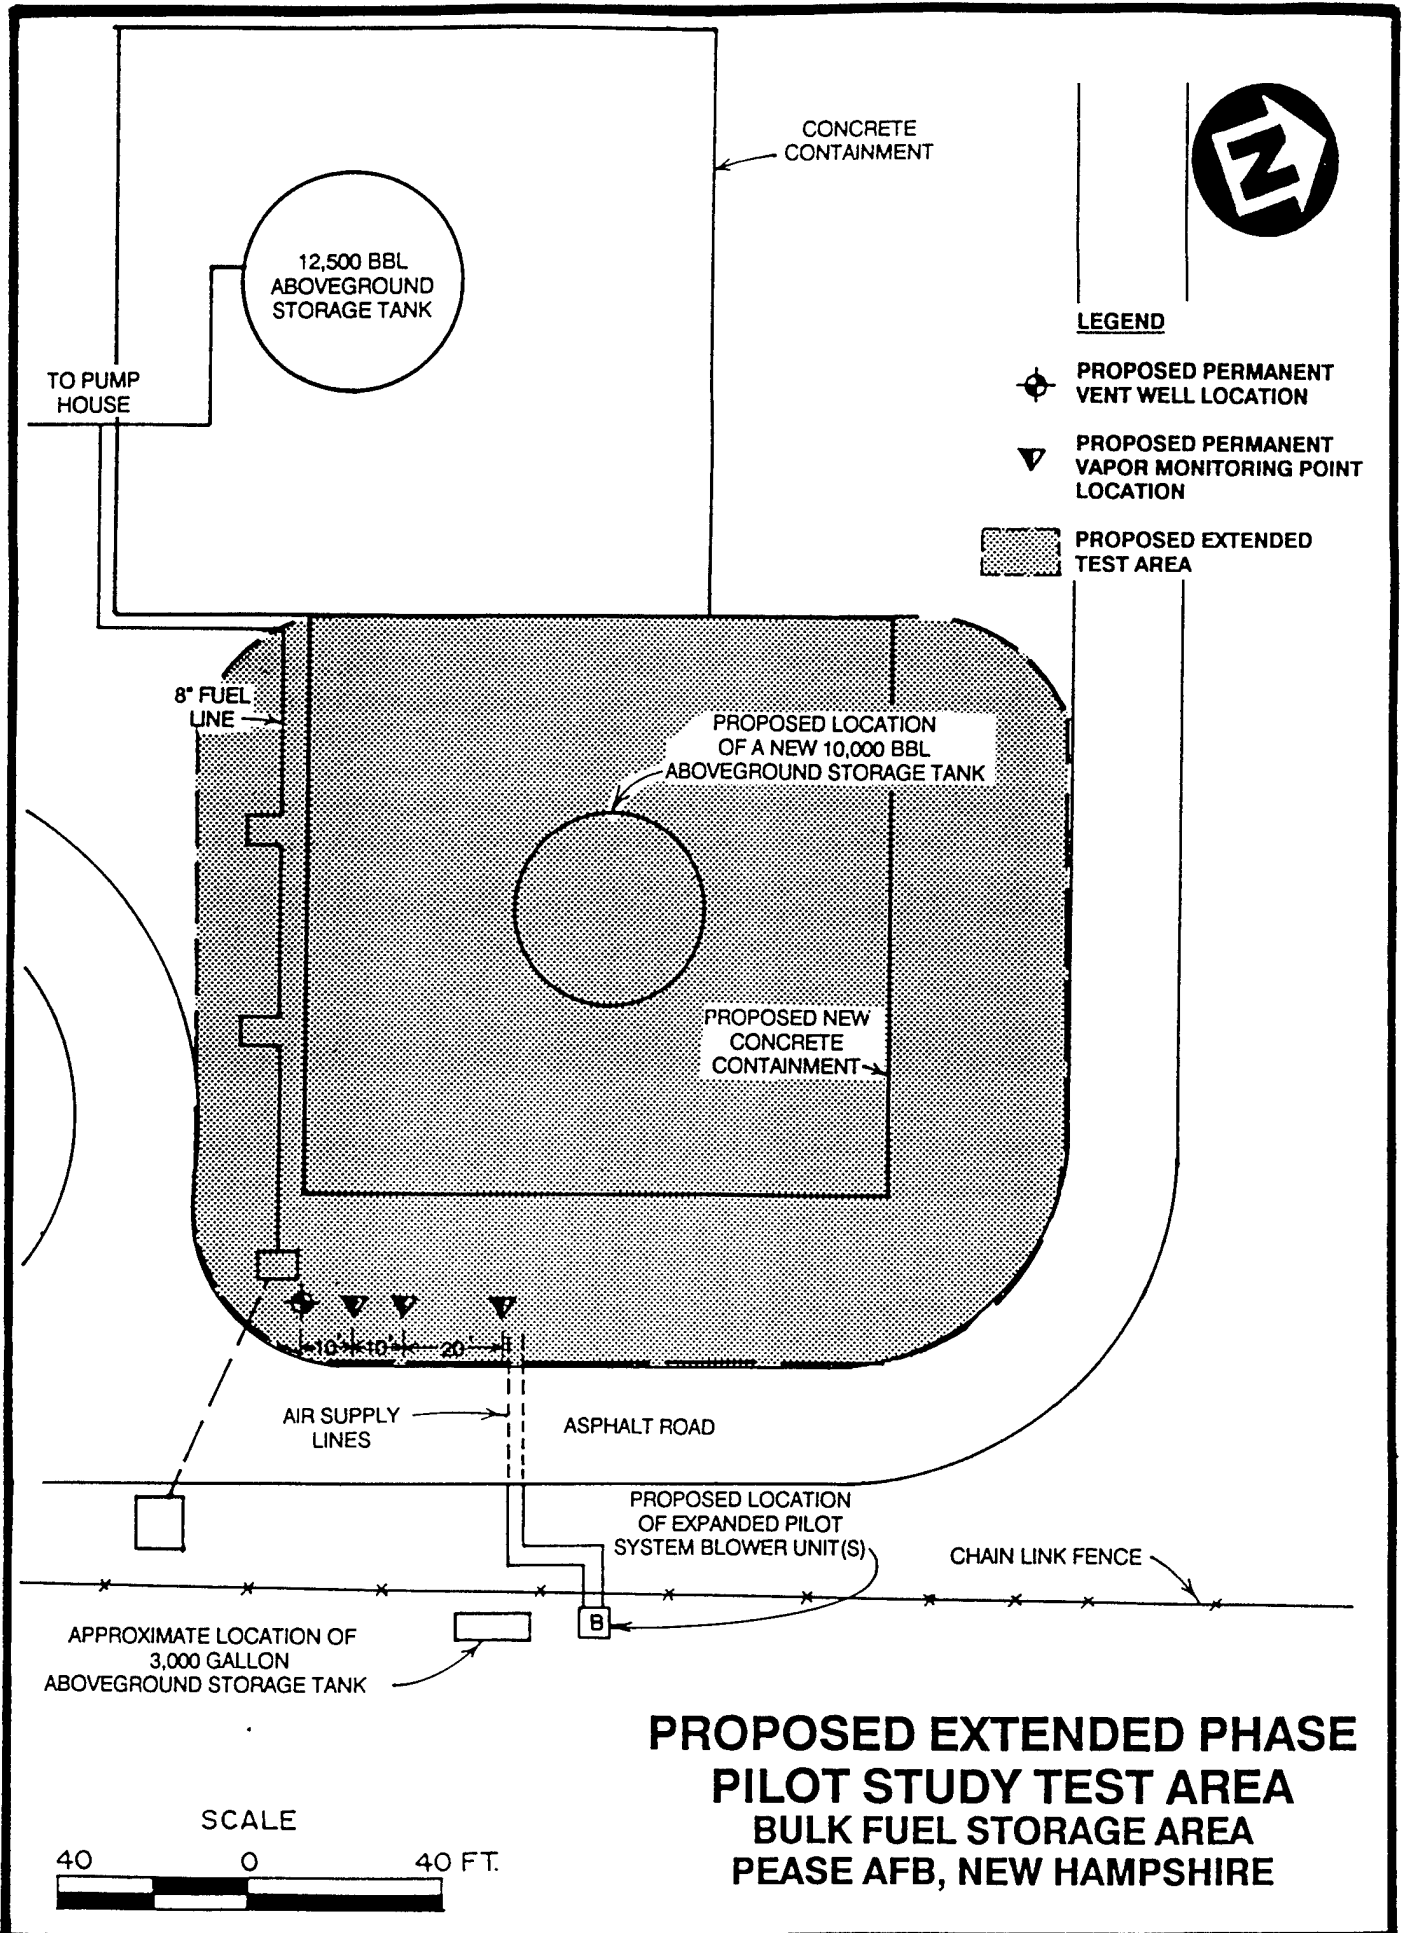 CONCRETE
CONTAINMENT
N
12,500 BBL
ABOVEGROUND
STORAGE TANK
TO PUMP
HOUSE
LEGEND
PROPOSED PERMANENT
VENT WELL LOCATION
PROPOSED PERMANENT
VAPOR MONITORING POINT
LOCATION
PROPOSED EXTENDED
TEST AREA
8" FUEL
LINE
PROPOSED LOCATION
OF A NEW 10,000 BBL
ABOVEGROUND STORAGE TANK
PROPOSED NEW
CONCRETE
CONTAINMENT
10' 10' 20'
AIR SUPPLY
LINES
ASPHALT ROAD
PROPOSED LOCATION
OF EXPANDED PILOT
SYSTEM BLOWER UNIT(S)
CHAIN LINK FENCE
B
APPROXIMATE LOCATION OF
3,000 GALLON
ABOVEGROUND STORAGE TANK
PROPOSED EXTENDED PHASE
PILOT STUDY TEST AREA
BULK FUEL STORAGE AREA
PEASE AFB, NEW HAMPSHIRE
SCALE
40 0 40 FT.